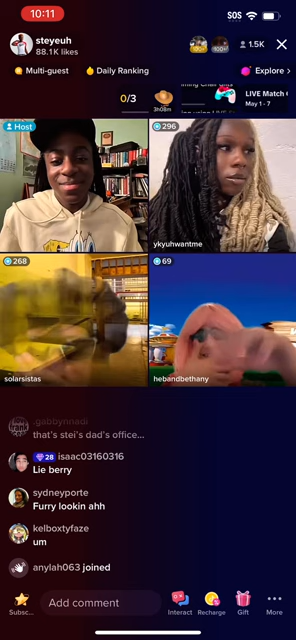 10:11
SOS
steyeuh
88.1K likes
100+
1.5K
Multi-guest
Daily Ranking
Explore >
0/3
3h08m
LIVE Match
May 1 - 7
Host
296
ykyuhwantme
268
69
solarsistas
hebandbethany
.gabbynnadi
that's stei's dad's office...
28 isaac03160316
Lie berry
sydneyporte
Furry lookin ahh
kelboxtyfaze
um
anylah063 joined
Subsc...
Add comment
Interact
Recharge
Gift
More